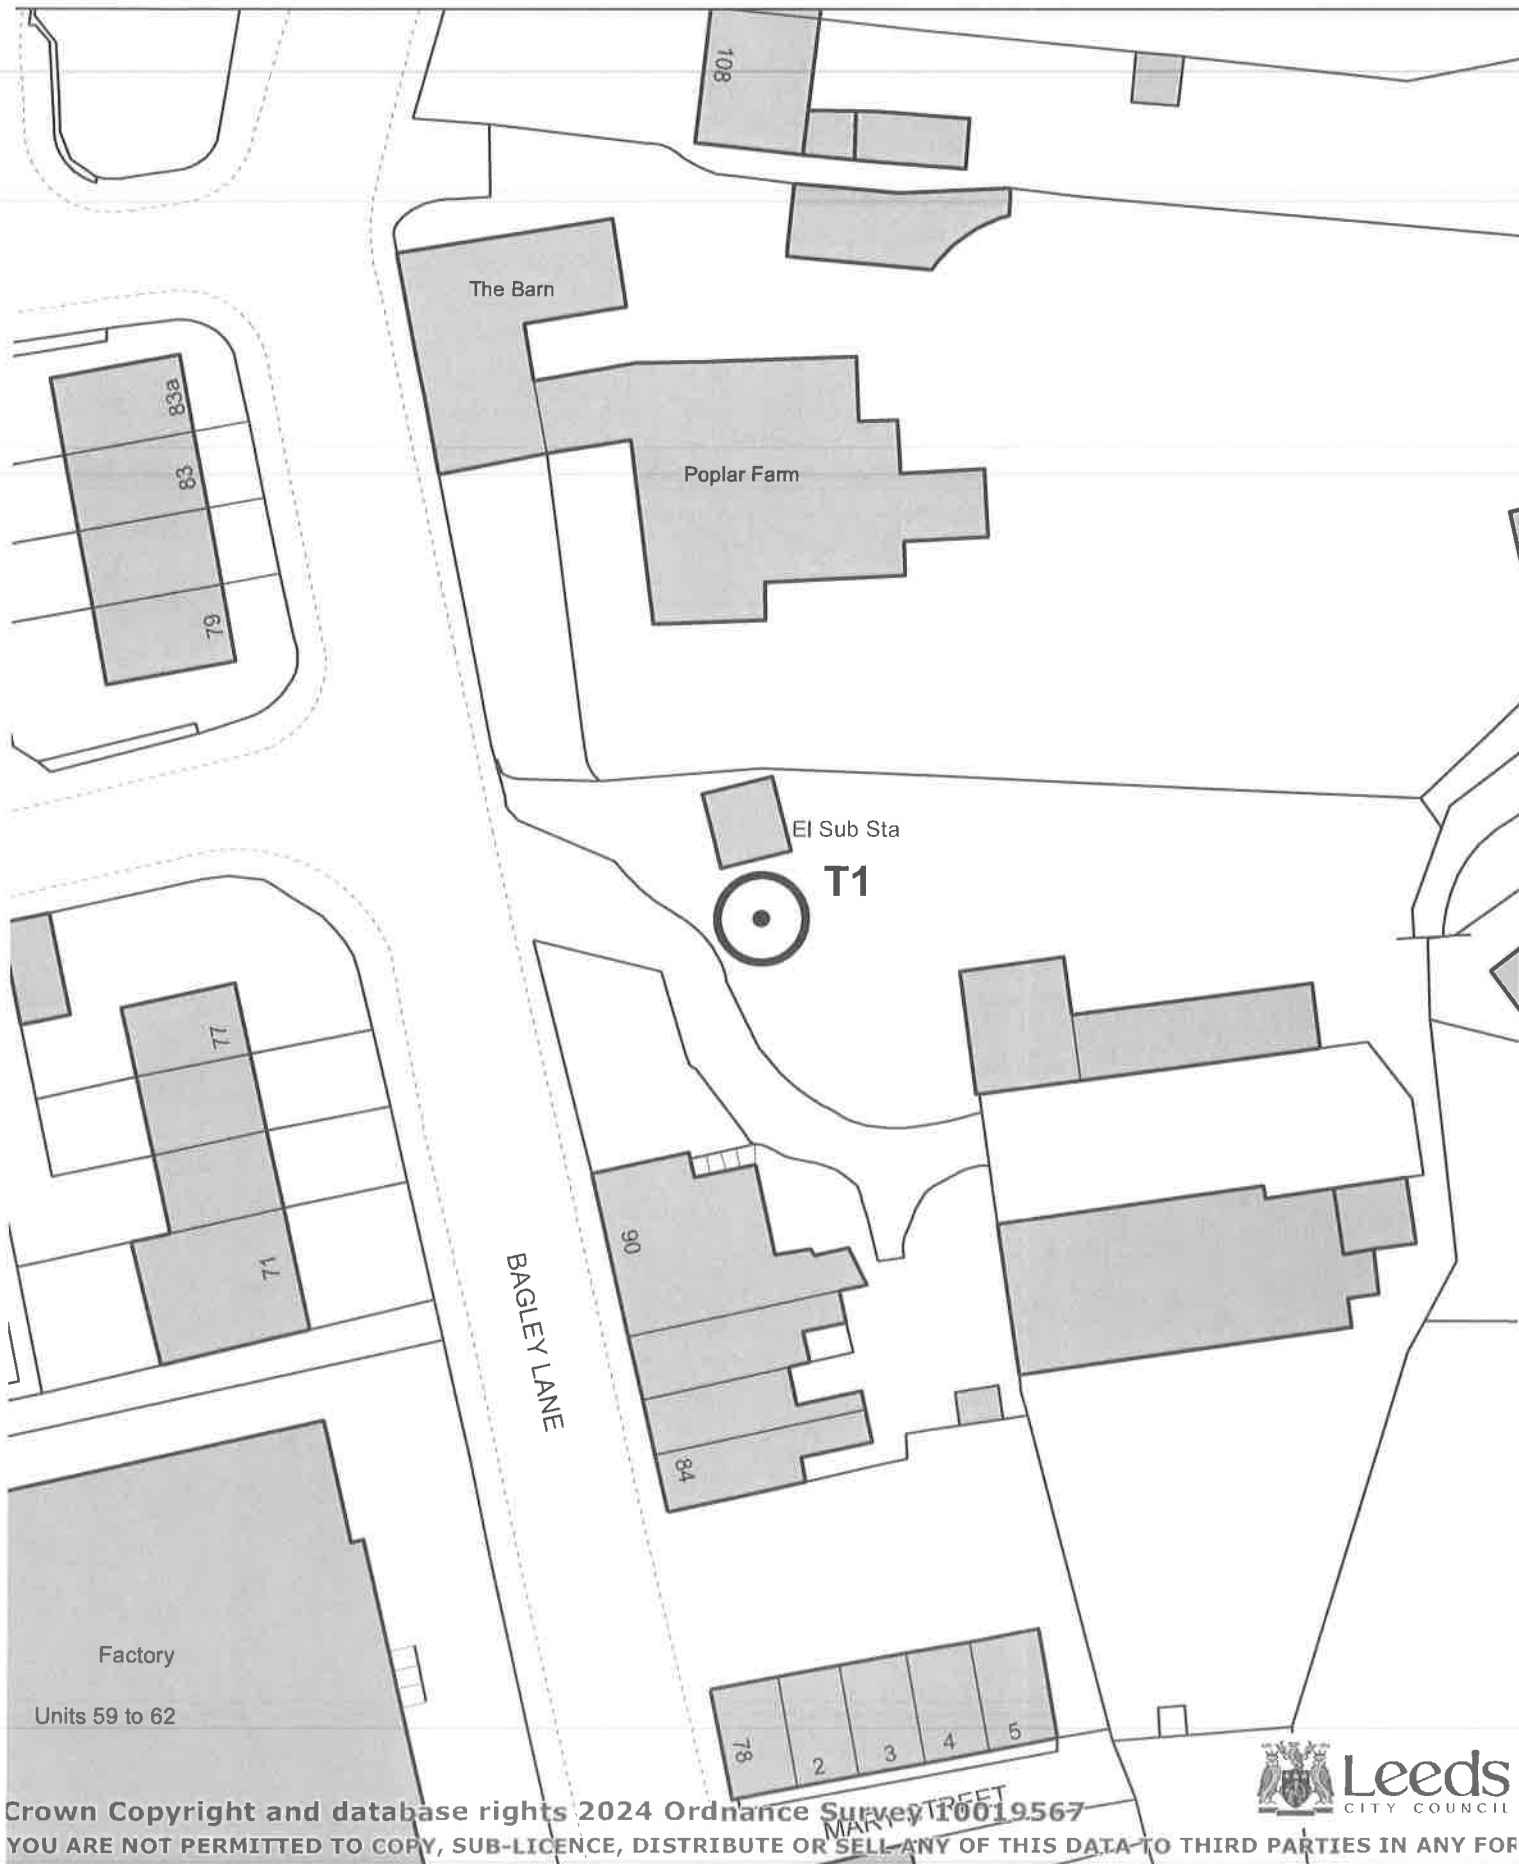 108
The Barn
83a
83
Poplar Farm
79
El Sub Sta
T1
77
90
71
BAGLEY LANE
84
Factory
Units 59 to 62
78
2
3
4
5
MARY STREET
Leeds
CITY COUNCIL
Crown Copyright and database rights 2024 Ordnance Survey 10019567
YOU ARE NOT PERMITTED TO COPY, SUB-LICENCE, DISTRIBUTE OR SELL ANY OF THIS DATA TO THIRD PARTIES IN ANY FOR